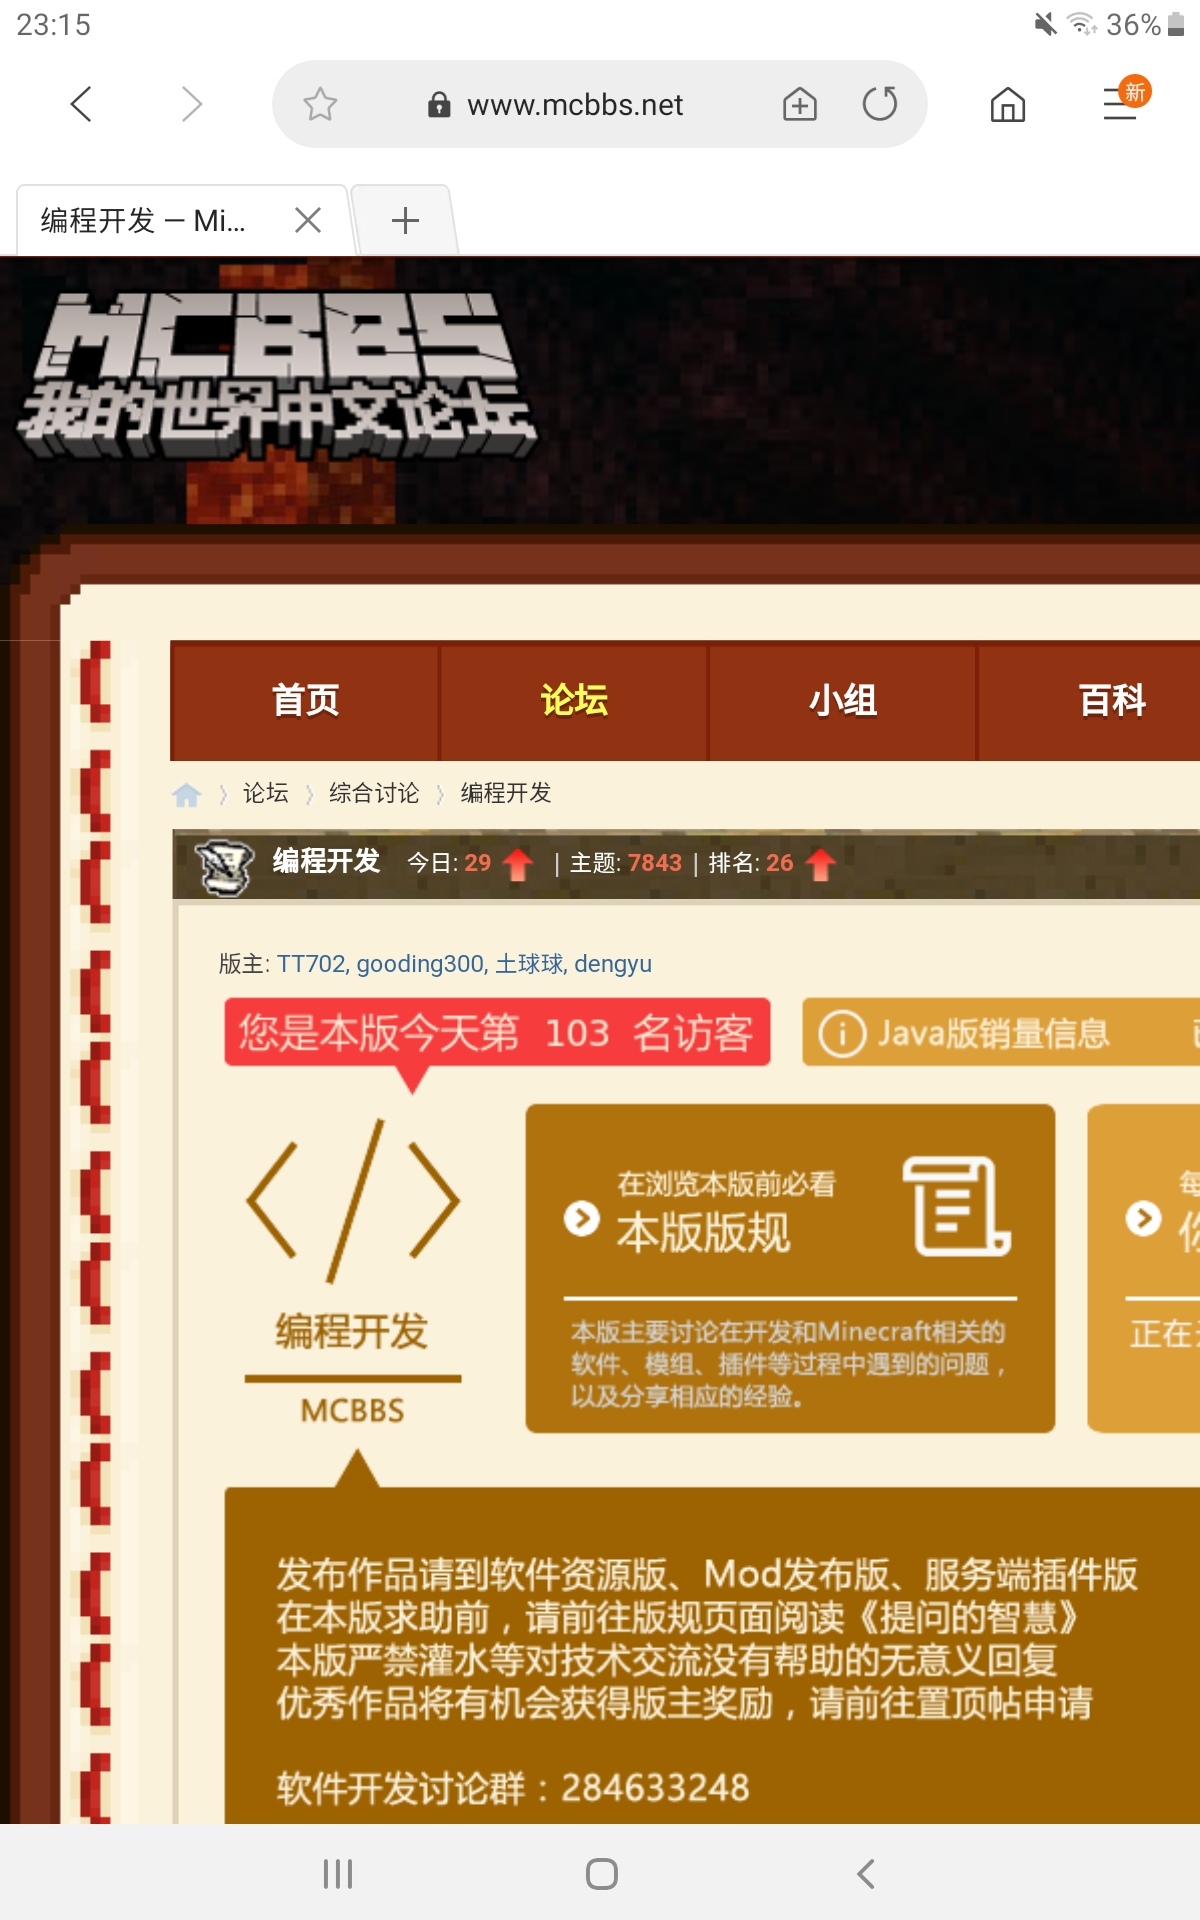 23:15
36%
www.mcbbs.net
新
编程开发 — Mi...
MCBBS
我的世界中文论坛
首页 论坛 小组 百科
论坛 综合讨论 编程开发
编程开发 今日: 29 | 主题: 7843 | 排名: 26
版主: TT702, gooding300, 土球球, dengyu
您是本版今天第 103 名访客
Java版销量信息
在浏览本版前必看
本版版规
本版主要讨论在开发和Minecraft相关的
软件、模组、插件等过程中遇到的问题，
以及分享相应的经验。
正在
编程开发
MCBBS
发布作品请到软件资源版、Mod发布版、服务端插件版
在本版求助前，请前往版规页面阅读《提问的智慧》
本版严禁灌水等对技术交流没有帮助的无意义回复
优秀作品将有机会获得版主奖励，请前往置顶帖申请
软件开发讨论群：284633248